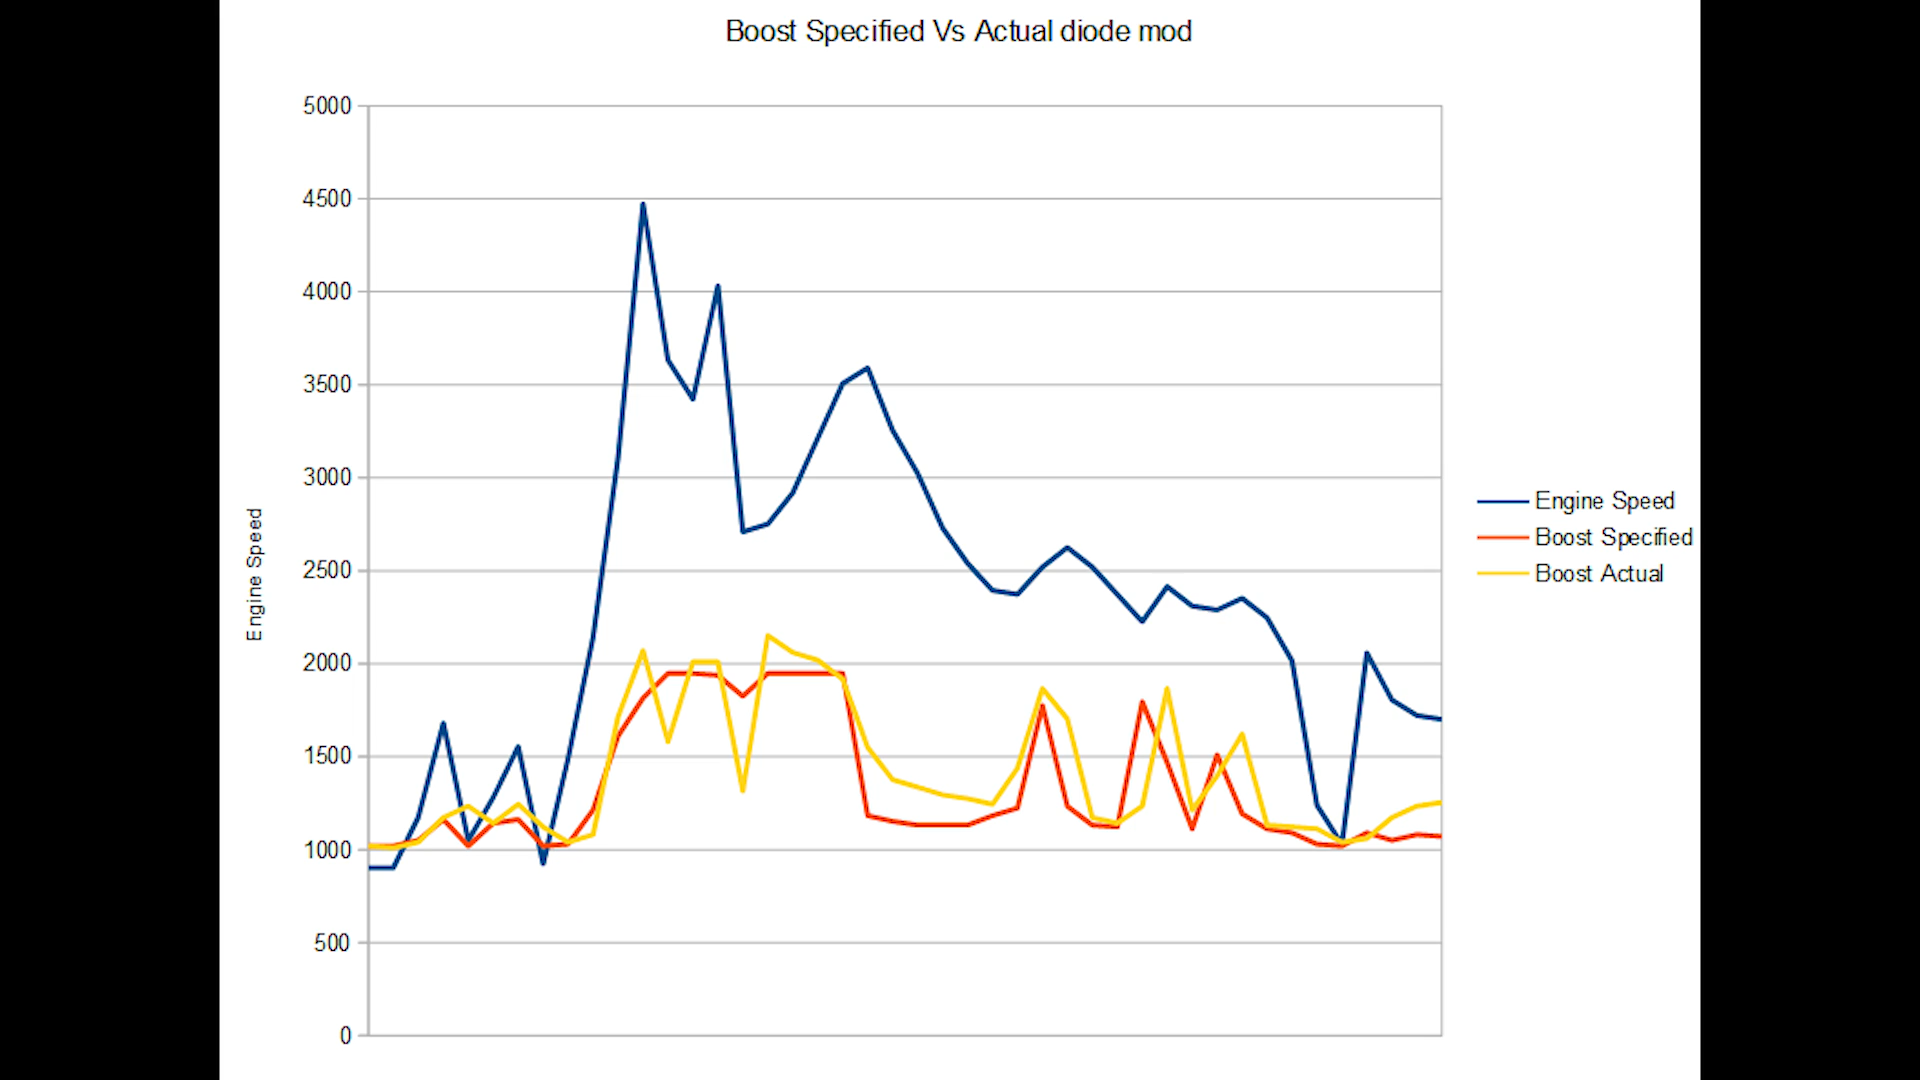 Boost Specified Vs Actual diode mod
5000
4500
4000
3500
3000
2500
2000
1500
1000
500
0
Engine Speed
Engine Speed
Boost Specified
Boost Actual